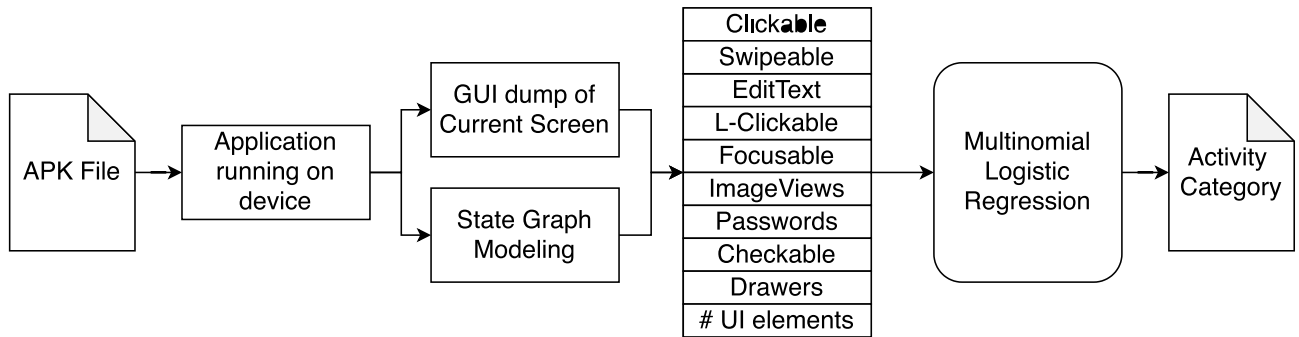 APK File
Application
running on
device
GUI dump of
Current Screen
State Graph
Modeling
Clickable
Swipeable
EditText
L-Clickable
Focusable
ImageViews
Passwords
Checkable
Drawers
# UI elements
Multinomial
Logistic
Regression
Activity
Category